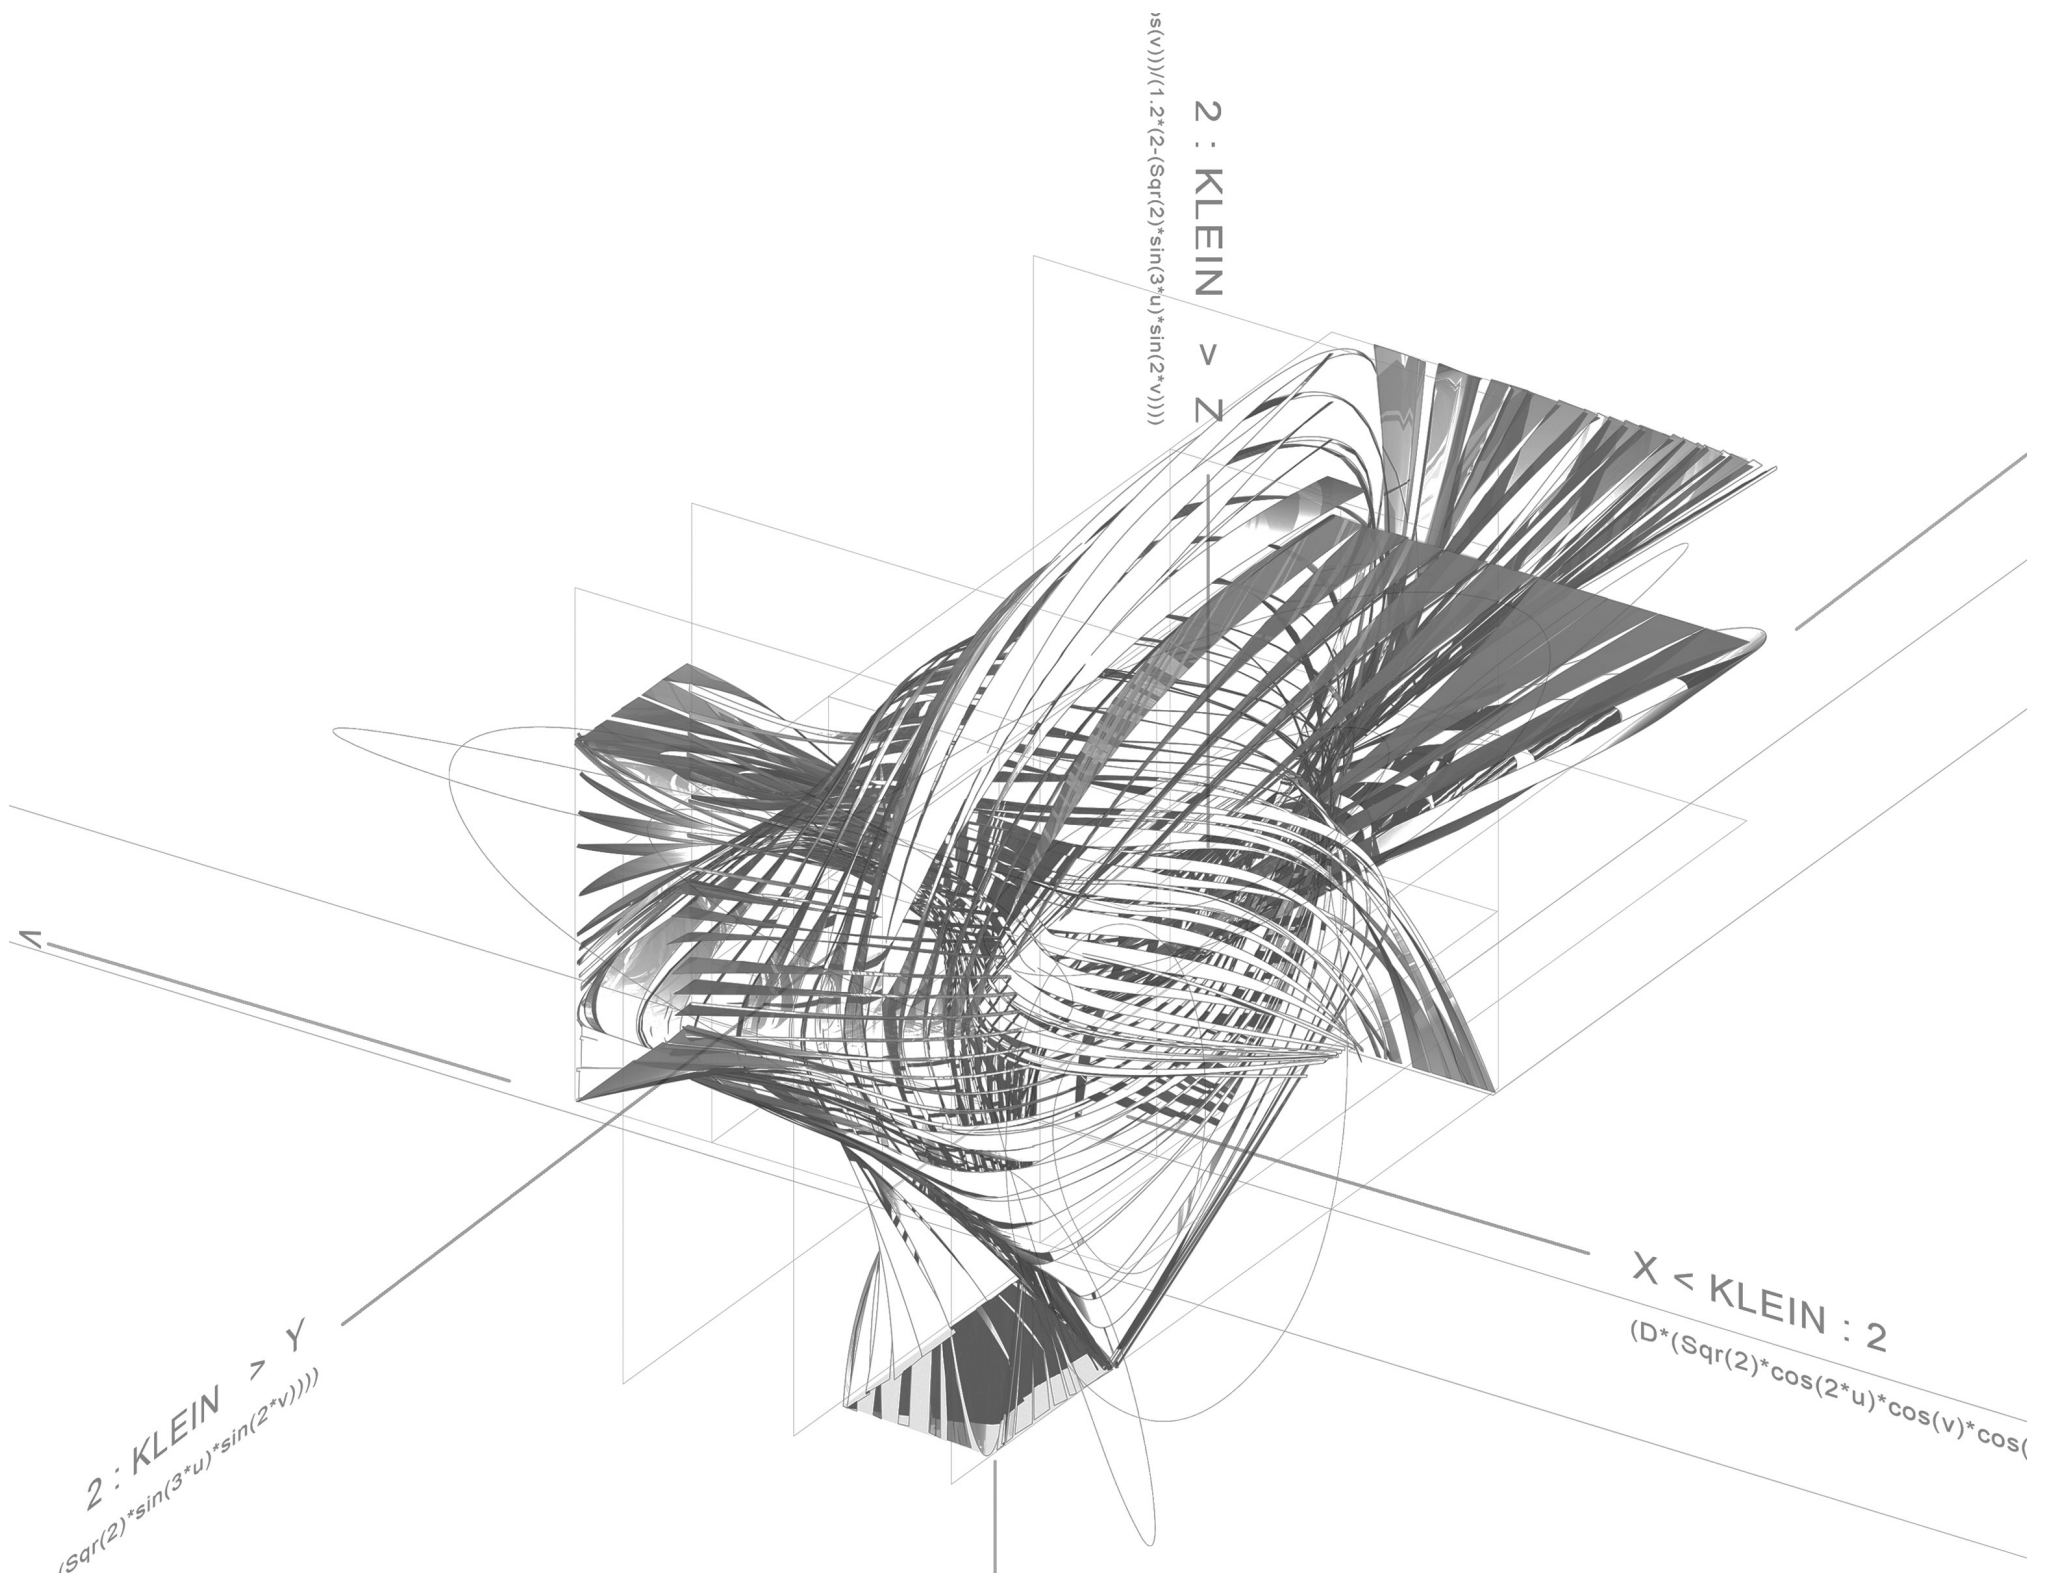 os(v)))/(1.2*(2-(Sqr(2)*sin(3*u)*sin(2*v))))
2 : KLEIN > Z
X < KLEIN : 2
(D*(Sqr(2)*cos(2*u)*cos(v)*cos(
2 : KLEIN > Y
(Sqr(2)*sin(3*u)*sin(2*v))))